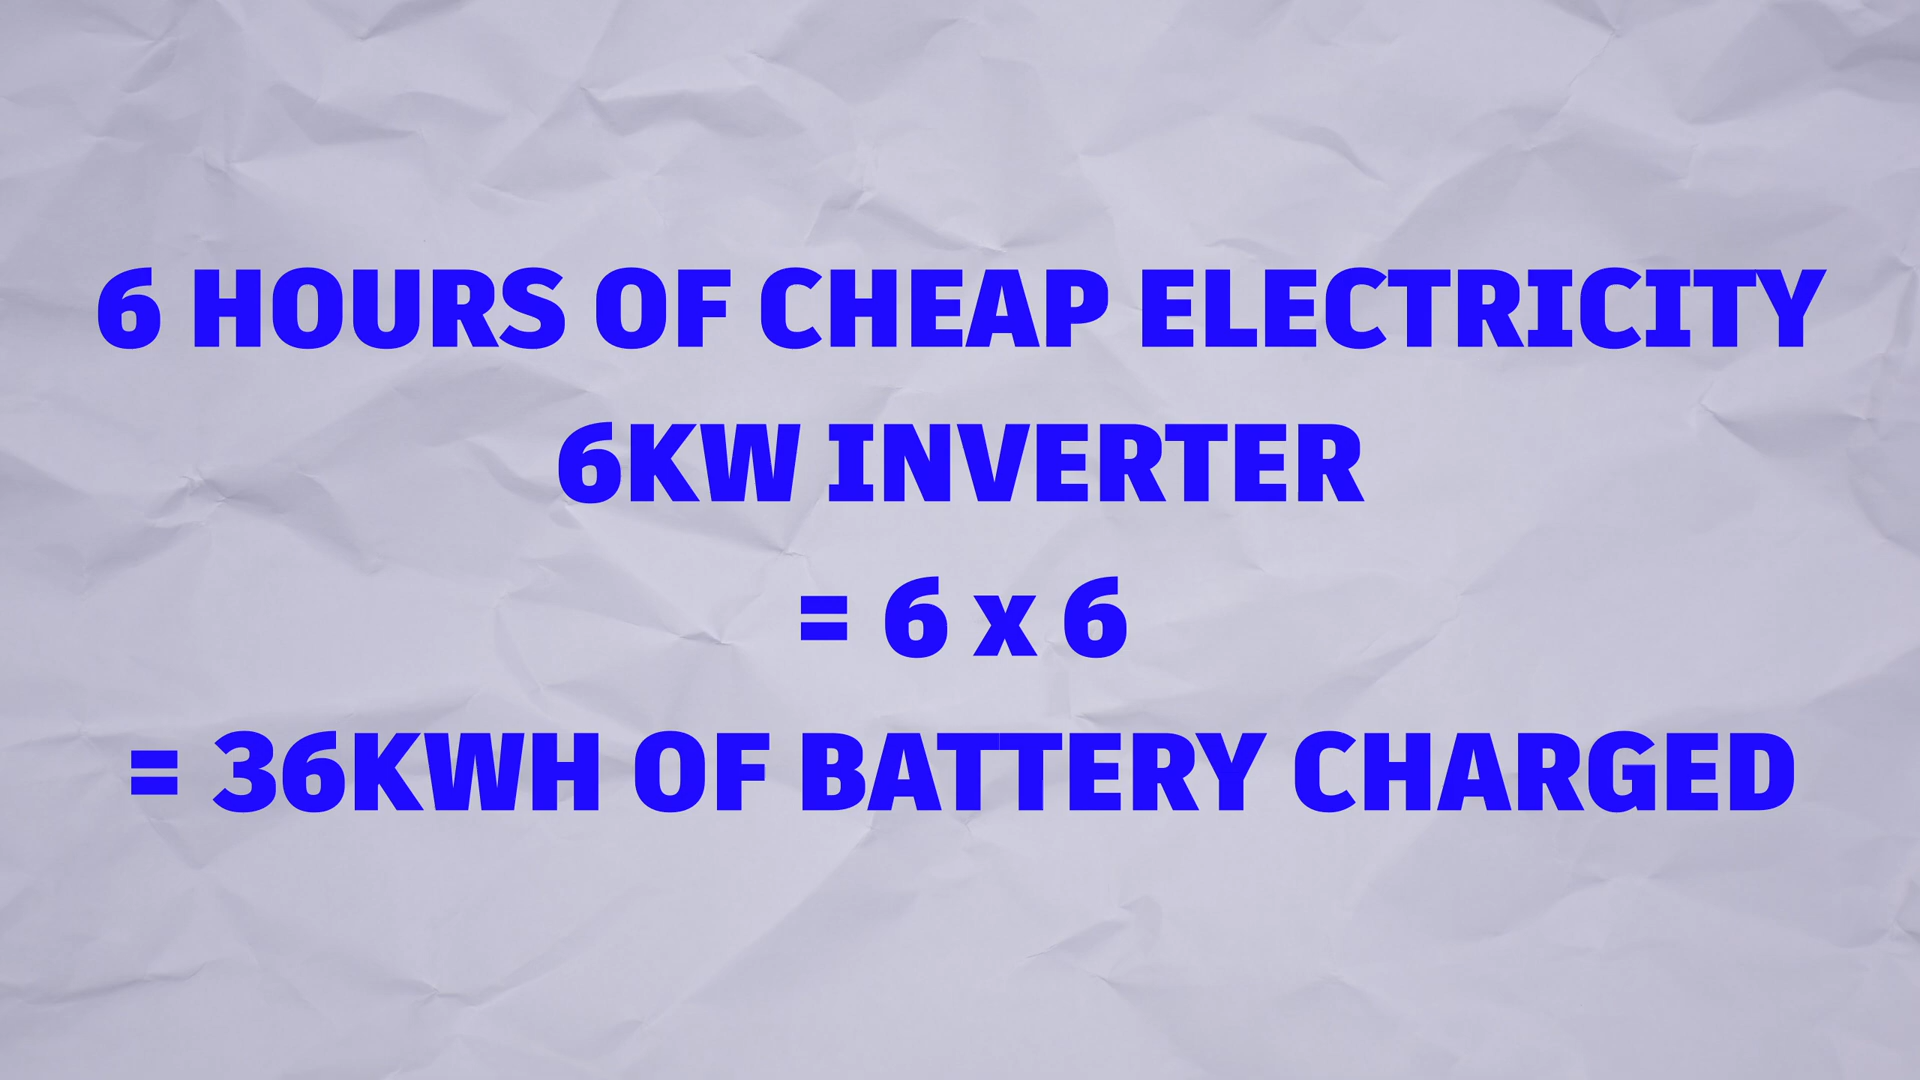 6 HOURS OF CHEAP ELECTRICITY
6KW INVERTER
= 6 x 6
= 36KWH OF BATTERY CHARGED